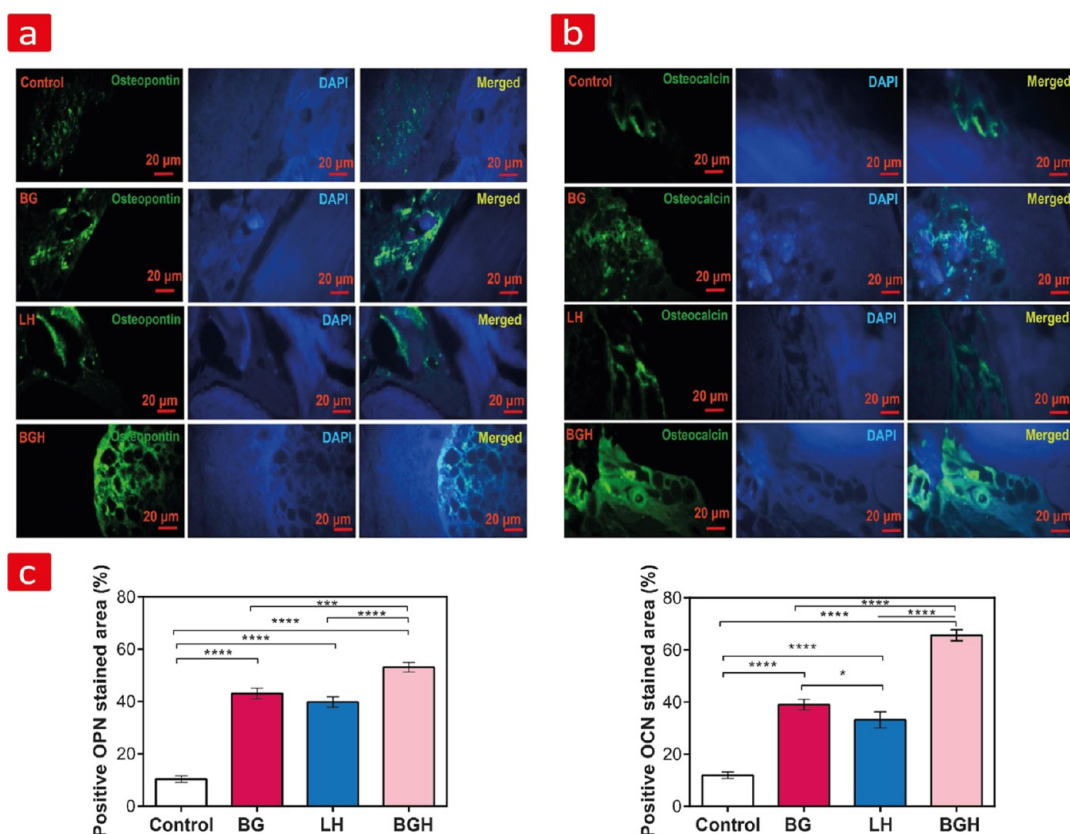 a
Control Osteopontin DAPI Merged
20 μm 20 μm 20 μm
BG Osteopontin DAPI Merged
20 μm 20 μm 20 μm
LH Osteopontin DAPI Merged
20 μm 20 μm 20 μm
BGH Osteopontin DAPI Merged
20 μm 20 μm 20 μm
b
Control Osteocalcin DAPI Merged
20 μm 20 μm 20 μm
BG Osteocalcin DAPI Merged
20 μm 20 μm 20 μm
LH Osteocalcin DAPI Merged
20 μm 20 μm 20 μm
BGH Osteocalcin DAPI Merged
20 μm 20 μm 20 μm
c
Positive OPN stained area (%)
80
60
40
20
0
***
****
****
****
****
Control BG LH BGH
Positive OCN stained area (%)
80
60
40
20
0
****
**** ****
****
****
*
Control BG LH BGH